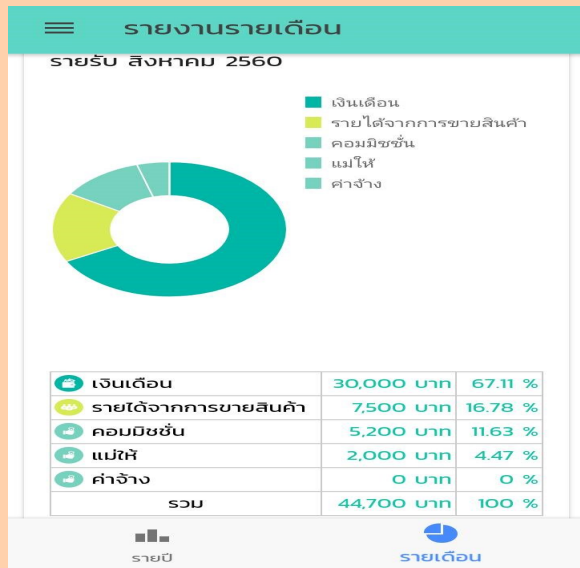 รายงานรายเดือน
รายรับ สิงหาคม 2560
เงินเดือน
รายได้จากการขายสินค้า
คอมมิชชั่น
แม่ให้
ค่าจ้าง
เงินเดือน 30,000 บาท 67.11 %
รายได้จากการขายสินค้า 7,500 บาท 16.78 %
คอมมิชชั่น 5,200 บาท 11.63 %
แม่ให้ 2,000 บาท 4.47 %
ค่าจ้าง 0 บาท 0 %
รวม 44,700 บาท 100 %
รายปี รายเดือน